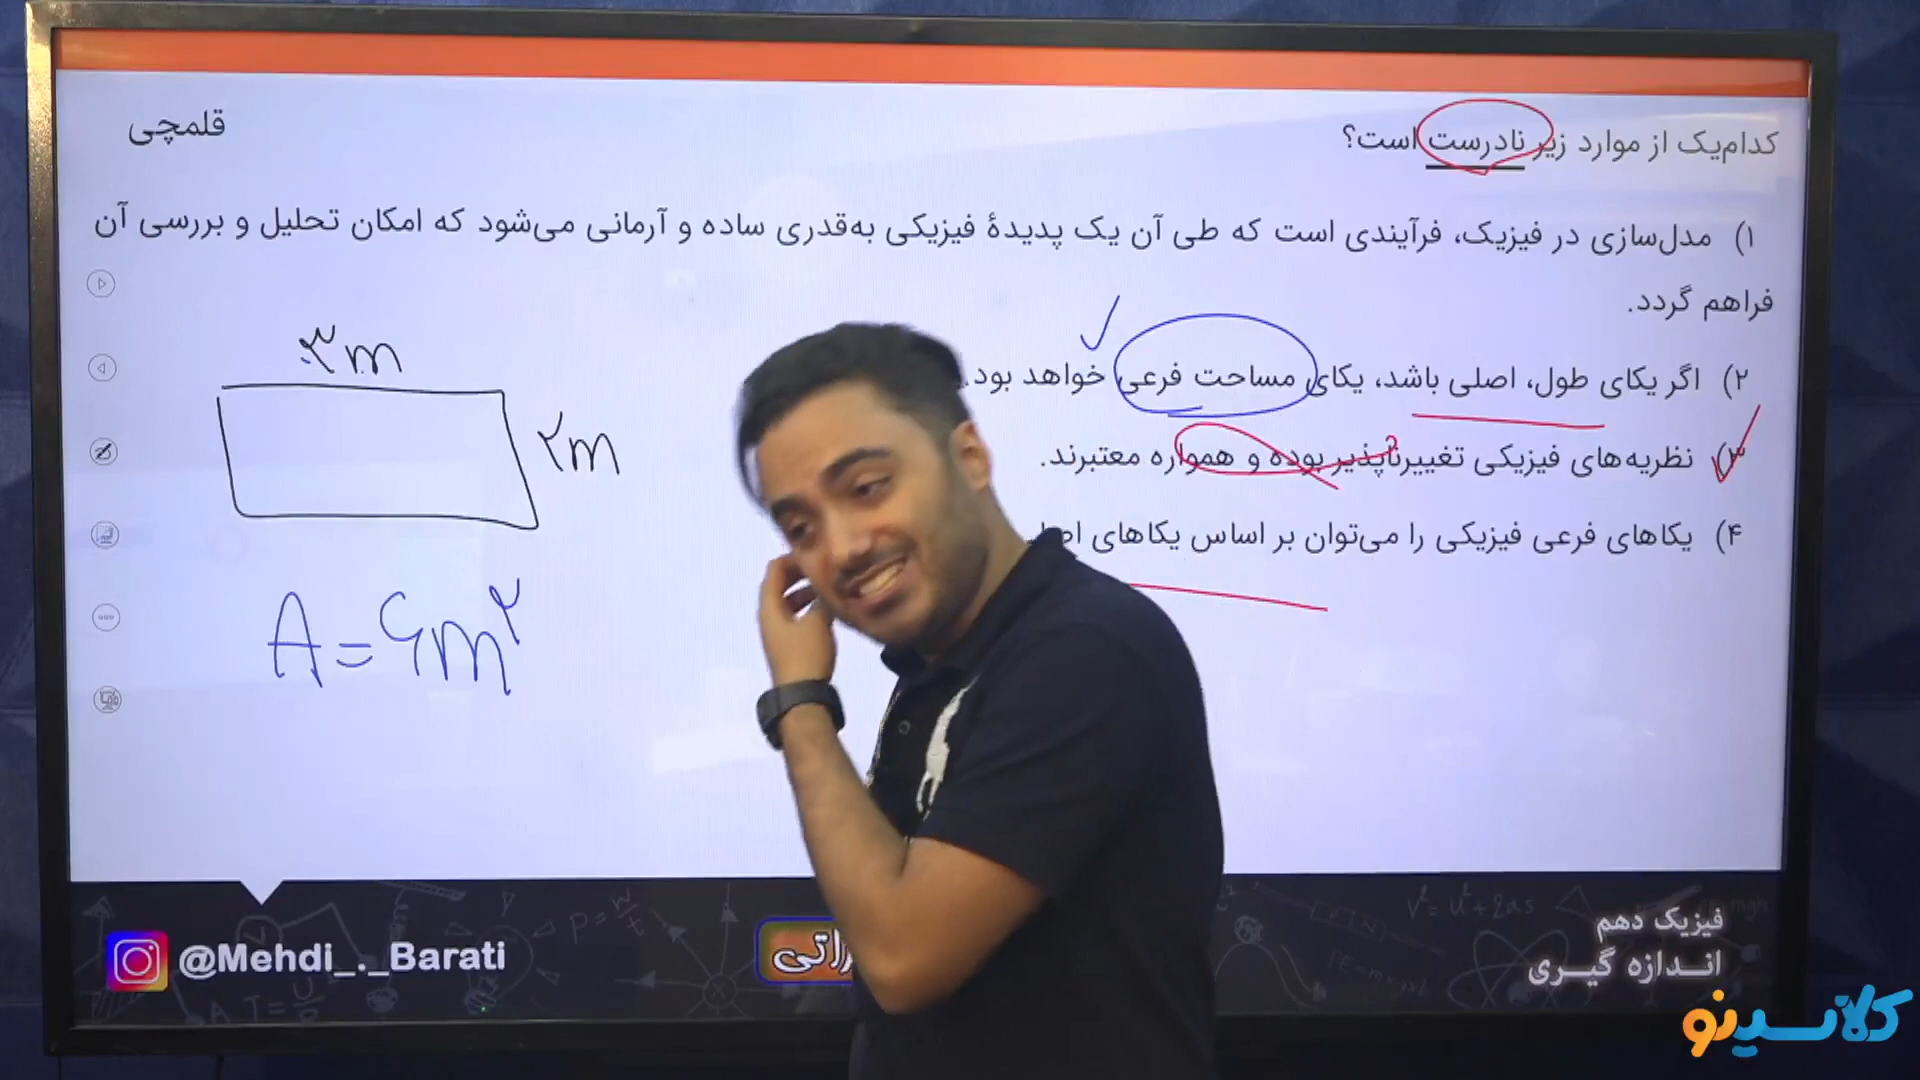 قلمچی
کدام‌یک از موارد زیر نادرست است؟
۱) مدل‌سازی در فیزیک، فرآیندی است که طی آن یک پدیدهٔ فیزیکی به‌قدری ساده و آرمانی می‌شود که امکان تحلیل و بررسی آن
فراهم گردد.
۲) اگر یکای طول، اصلی باشد، یکای مساحت فرعی خواهد بود.
۳) نظریه‌های فیزیکی تغییرناپذیر بوده و همواره معتبرند.
۴) یکاهای فرعی فیزیکی را می‌توان بر اساس یکاهای
۳m
۲m
A=۶m۲
@Mehdi_._Barati
فیزیک دهم
اندازه گیری
کلاسینو